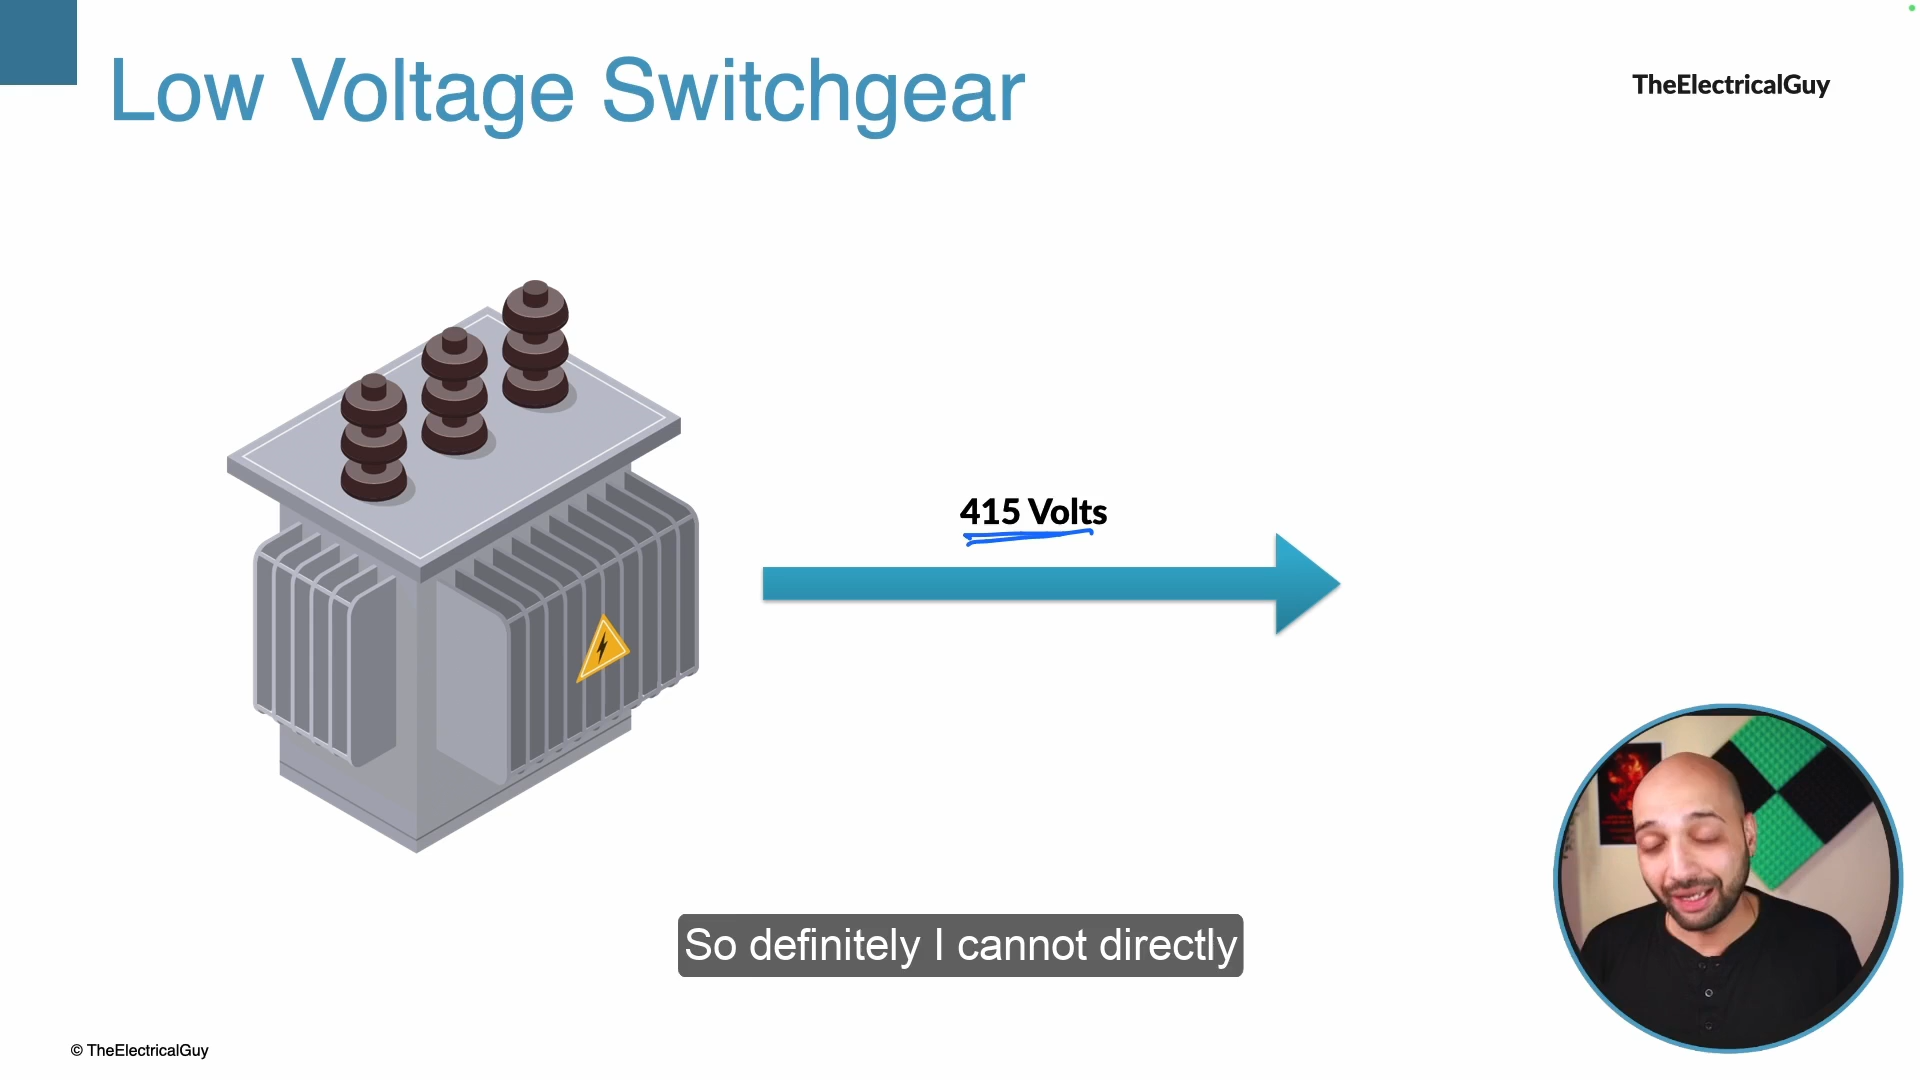 Low Voltage Switchgear
TheElectricalGuy
415 Volts
So definitely I cannot directly
© TheElectricalGuy